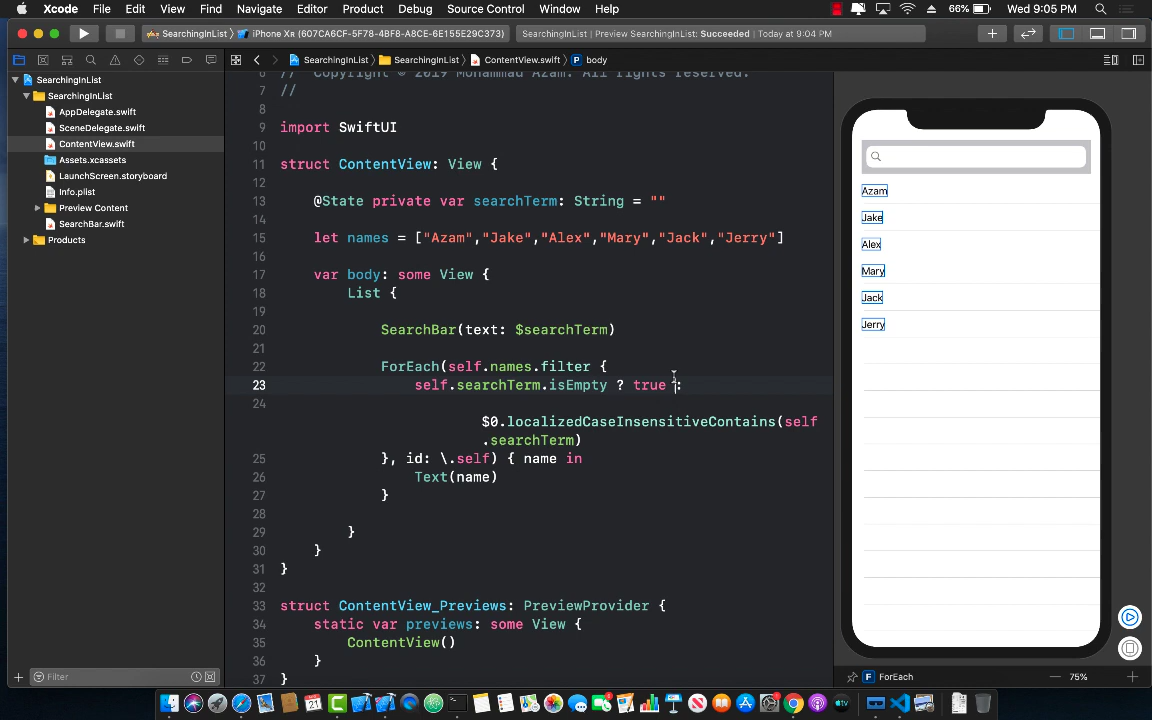 Xcode File Edit View Find Navigate Editor Product Debug Source Control Window Help 66% Wed 9:05 PM
SearchingInList iPhone XR (607CA6CF-5F78-4BF8-A8CE-6E155E29C373) SearchingInList | Preview SearchingInList: Succeeded | Today at 9:04 PM
SearchingInList SearchingInList ContentView.swift P body
SearchingInList
SearchingInList
AppDelegate.swift
SceneDelegate.swift
ContentView.swift
Assets.xcassets
LaunchScreen.storyboard
Info.plist
Preview Content
SearchBar.swift
Products
// Copyright © 2019 Mohammad Azam. All rights reserved.
7 //
8
9 import SwiftUI
10
11 struct ContentView: View {
12
13 @State private var searchTerm: String = ""
14
15 let names = ["Azam","Jake","Alex","Mary","Jack","Jerry"]
16
17 var body: some View {
18 List {
19
20 SearchBar(text: $searchTerm)
21
22 ForEach(self.names.filter {
23 self.searchTerm.isEmpty ? true :
24
$0.localizedCaseInsensitiveContains(self
.searchTerm)
25 }, id: \.self) { name in
26 Text(name)
27 }
28
29 }
30 }
31 }
32
33 struct ContentView_Previews: PreviewProvider {
34 static var previews: some View {
35 ContentView()
36 }
37 }
Azam
Jake
Alex
Mary
Jack
Jerry
Filter
F ForEach 75%
21